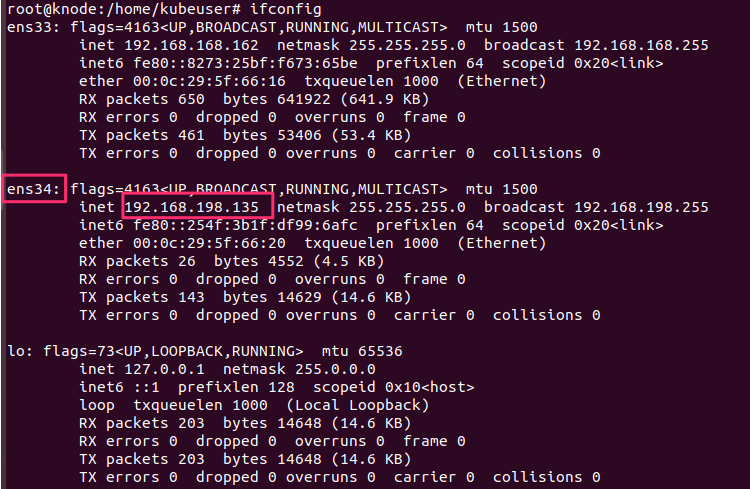 root@knode:/home/kubeuser# ifconfig
ens33: flags=4163<UP,BROADCAST,RUNNING,MULTICAST>  mtu 1500
        inet 192.168.168.162  netmask 255.255.255.0  broadcast 192.168.168.255
        inet6 fe80::8273:25bf:f673:65be  prefixlen 64  scopeid 0x20<link>
        ether 00:0c:29:5f:66:16  txqueuelen 1000  (Ethernet)
        RX packets 650  bytes 641922 (641.9 KB)
        RX errors 0  dropped 0  overruns 0  frame 0
        TX packets 461  bytes 53406 (53.4 KB)
        TX errors 0  dropped 0 overruns 0  carrier 0  collisions 0

ens34: flags=4163<UP,BROADCAST,RUNNING,MULTICAST>  mtu 1500
        inet 192.168.198.135  netmask 255.255.255.0  broadcast 192.168.198.255
        inet6 fe80::254f:3b1f:df99:6afc  prefixlen 64  scopeid 0x20<link>
        ether 00:0c:29:5f:66:20  txqueuelen 1000  (Ethernet)
        RX packets 26  bytes 4552 (4.5 KB)
        RX errors 0  dropped 0  overruns 0  frame 0
        TX packets 143  bytes 14629 (14.6 KB)
        TX errors 0  dropped 0 overruns 0  carrier 0  collisions 0

lo: flags=73<UP,LOOPBACK,RUNNING>  mtu 65536
        inet 127.0.0.1  netmask 255.0.0.0
        inet6 ::1  prefixlen 128  scopeid 0x10<host>
        loop  txqueuelen 1000  (Local Loopback)
        RX packets 203  bytes 14648 (14.6 KB)
        RX errors 0  dropped 0  overruns 0  frame 0
        TX packets 203  bytes 14648 (14.6 KB)
        TX errors 0  dropped 0 overruns 0  carrier 0  collisions 0